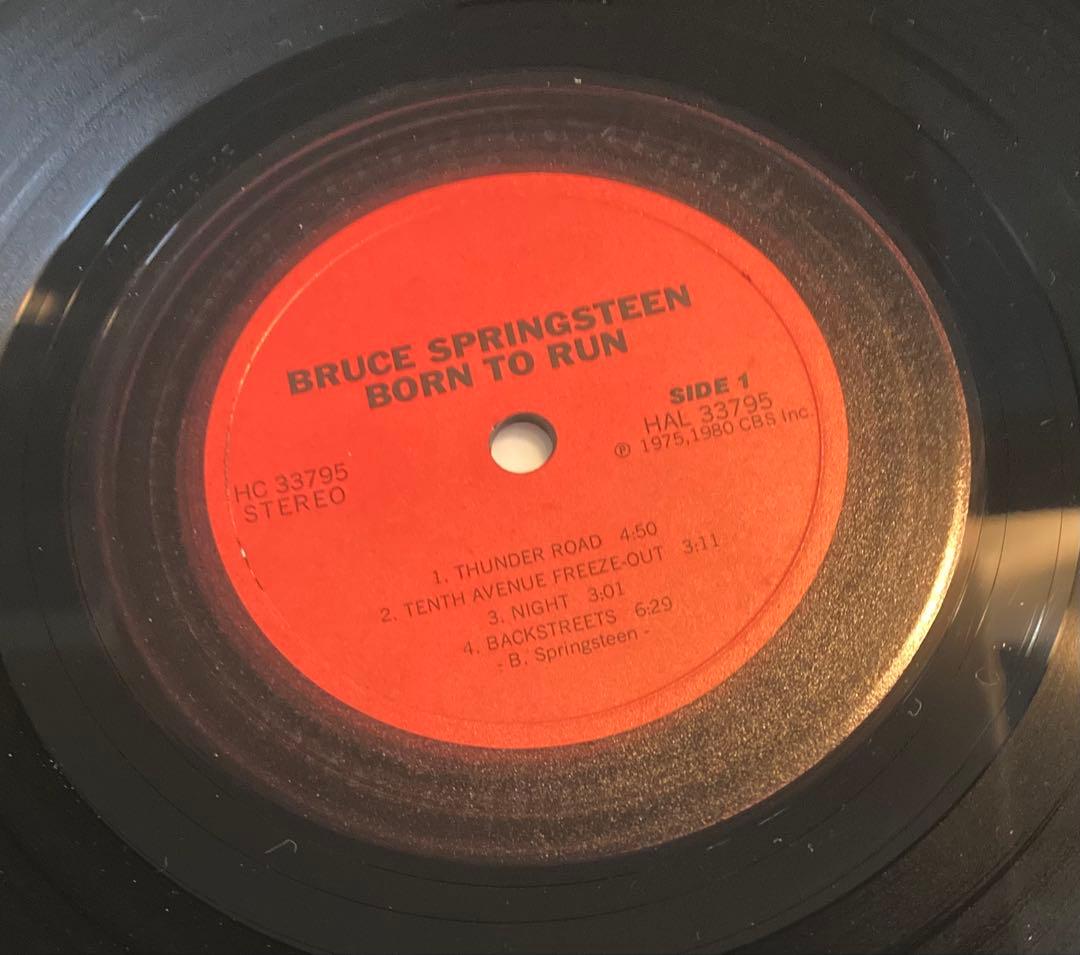 BRUCE SPRINGSTEEN
BORN TO RUN
SIDE 1
HAL 33795
℗ 1975,1980 CBS Inc.
HC 33795
STEREO
1. THUNDER ROAD 4:50
2. TENTH AVENUE FREEZE-OUT 3:11
3. NIGHT 3:01
4. BACKSTREETS 6:29
- B. Springsteen -